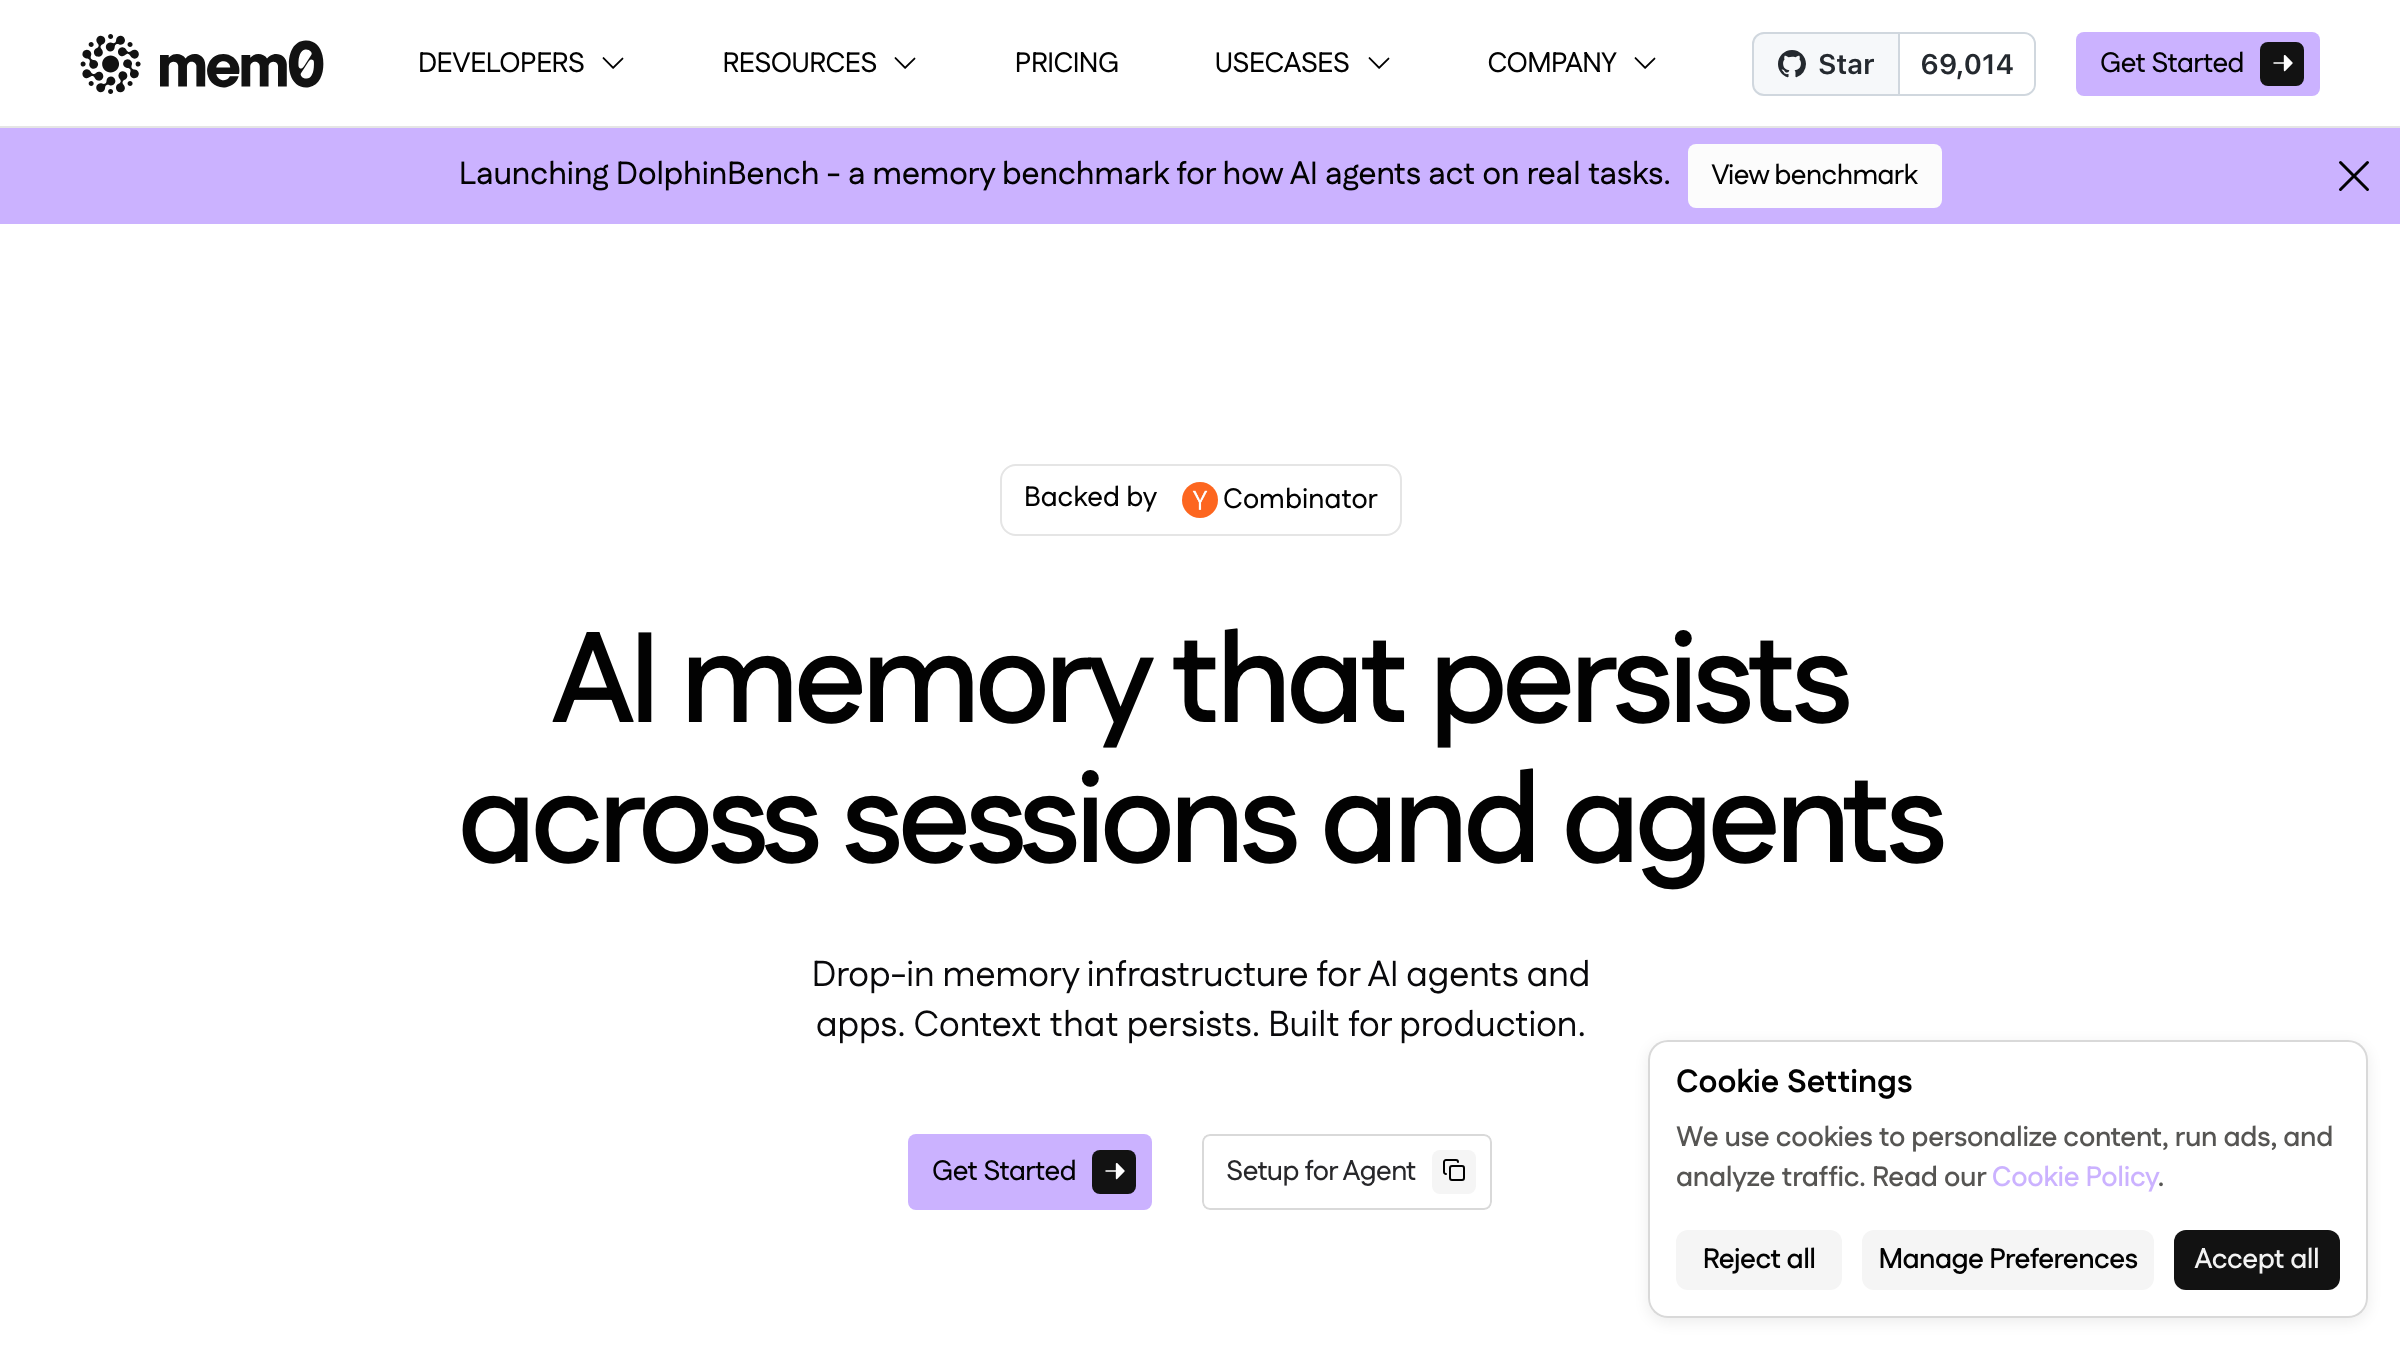 mem0
DEVELOPERS
RESOURCES
PRICING
USECASES
COMPANY
Star
69,014
Get Started
Launching DolphinBench - a memory benchmark for how AI agents act on real tasks.
View benchmark
Backed by Y Combinator
AI memory that persists
across sessions and agents
Drop-in memory infrastructure for AI agents and
apps. Context that persists. Built for production.
Get Started
Setup for Agent
Cookie Settings
We use cookies to personalize content, run ads, and
analyze traffic. Read our Cookie Policy.
Reject all
Manage Preferences
Accept all